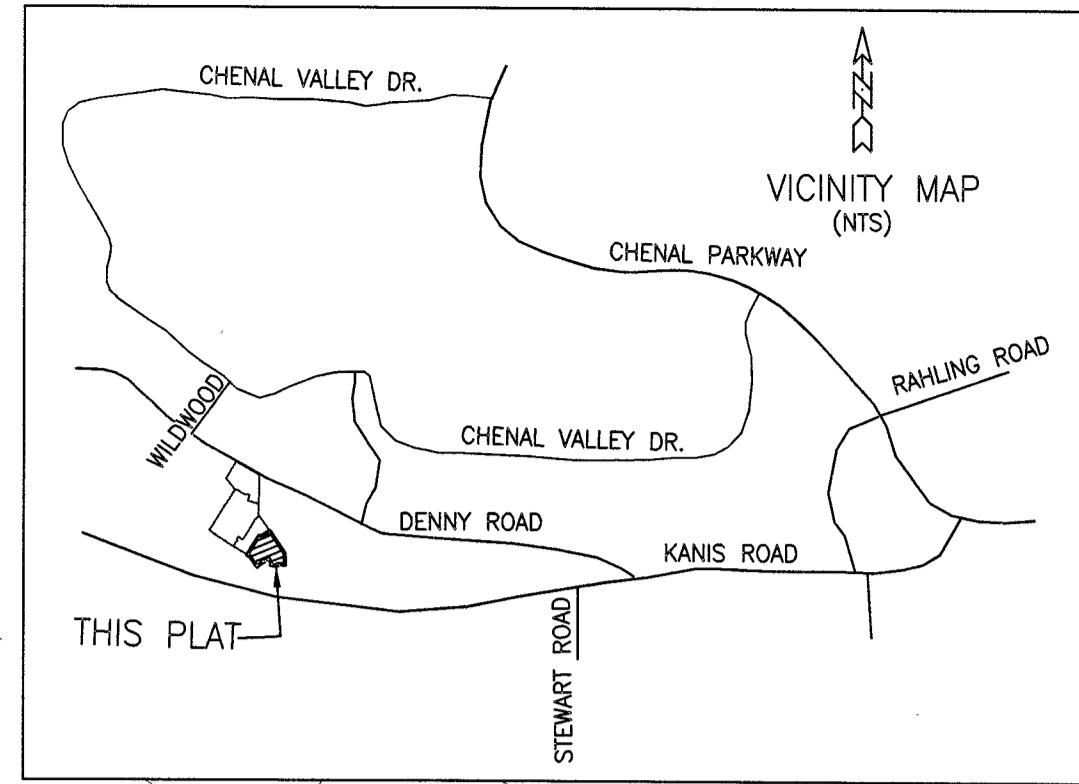 CHENAL VALLEY DR.
N
VICINITY MAP
(NTS)
CHENAL PARKWAY
RAHLING ROAD
WILDWOOD
CHENAL VALLEY DR.
DENNY ROAD
KANIS ROAD
THIS PLAT
STEWART ROAD